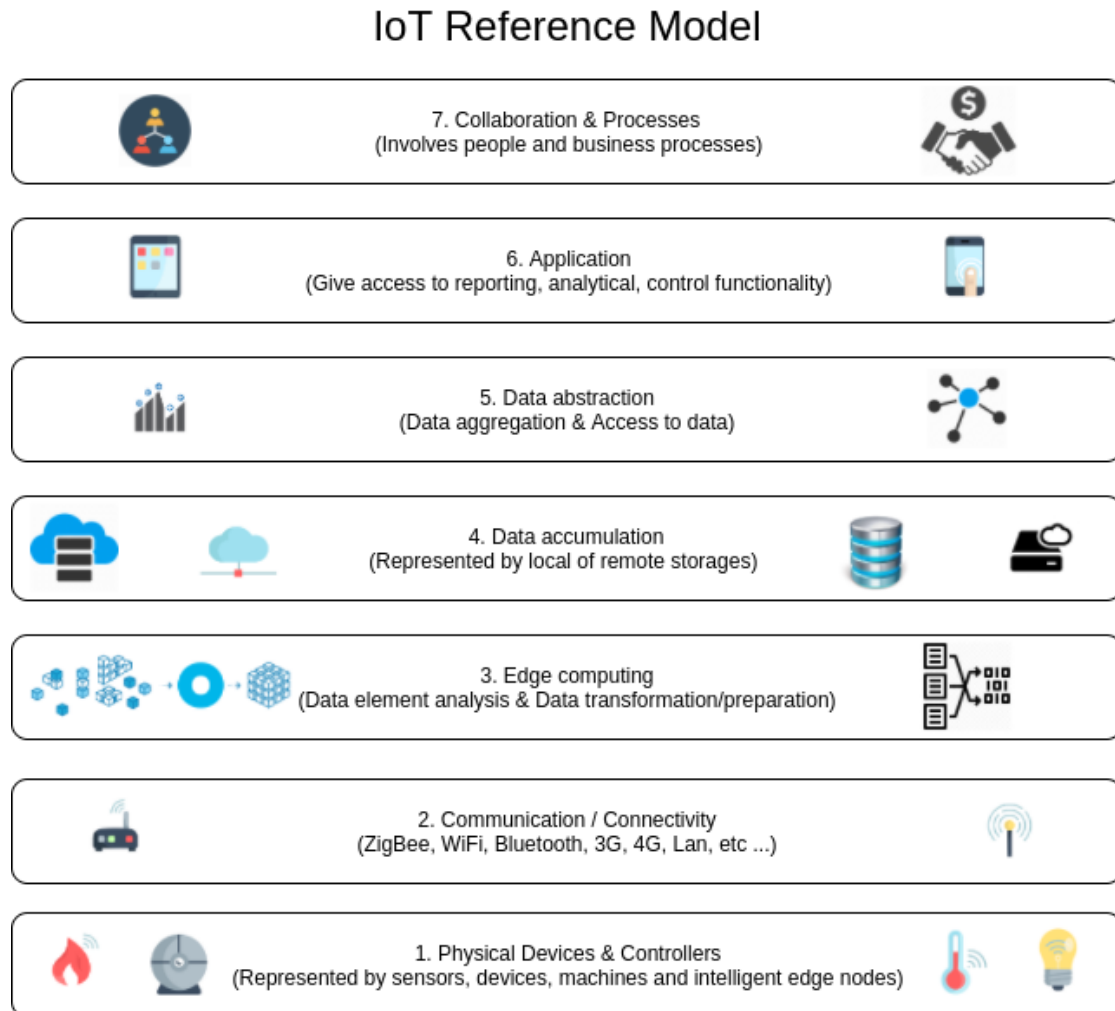 IoT Reference Model
7. Collaboration & Processes
(Involves people and business processes)
6. Application
(Give access to reporting, analytical, control functionality)
5. Data abstraction
(Data aggregation & Access to data)
4. Data accumulation
(Represented by local of remote storages)
3. Edge computing
(Data element analysis & Data transformation/preparation)
010
101
010
2. Communication / Connectivity
(ZigBee, WiFi, Bluetooth, 3G, 4G, Lan, etc ...)
1. Physical Devices & Controllers
(Represented by sensors, devices, machines and intelligent edge nodes)